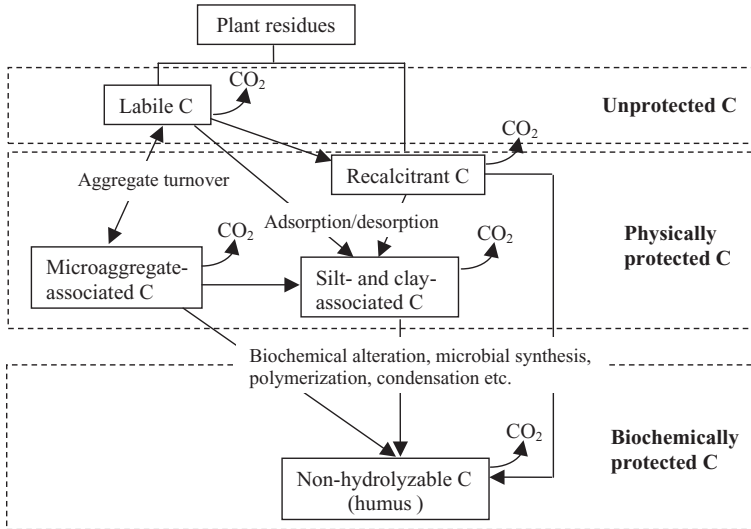 Plant residues
CO₂
Labile C
Unprotected C
CO₂
Recalcitrant C
Aggregate turnover
Adsorption/desorption
CO₂
CO₂
Physically
protected C
Microaggregate-
associated C
Silt- and clay-
associated C
Biochemical alteration, microbial synthesis,
polymerization, condensation etc.
CO₂
Biochemically
protected C
Non-hydrolyzable C
(humus )